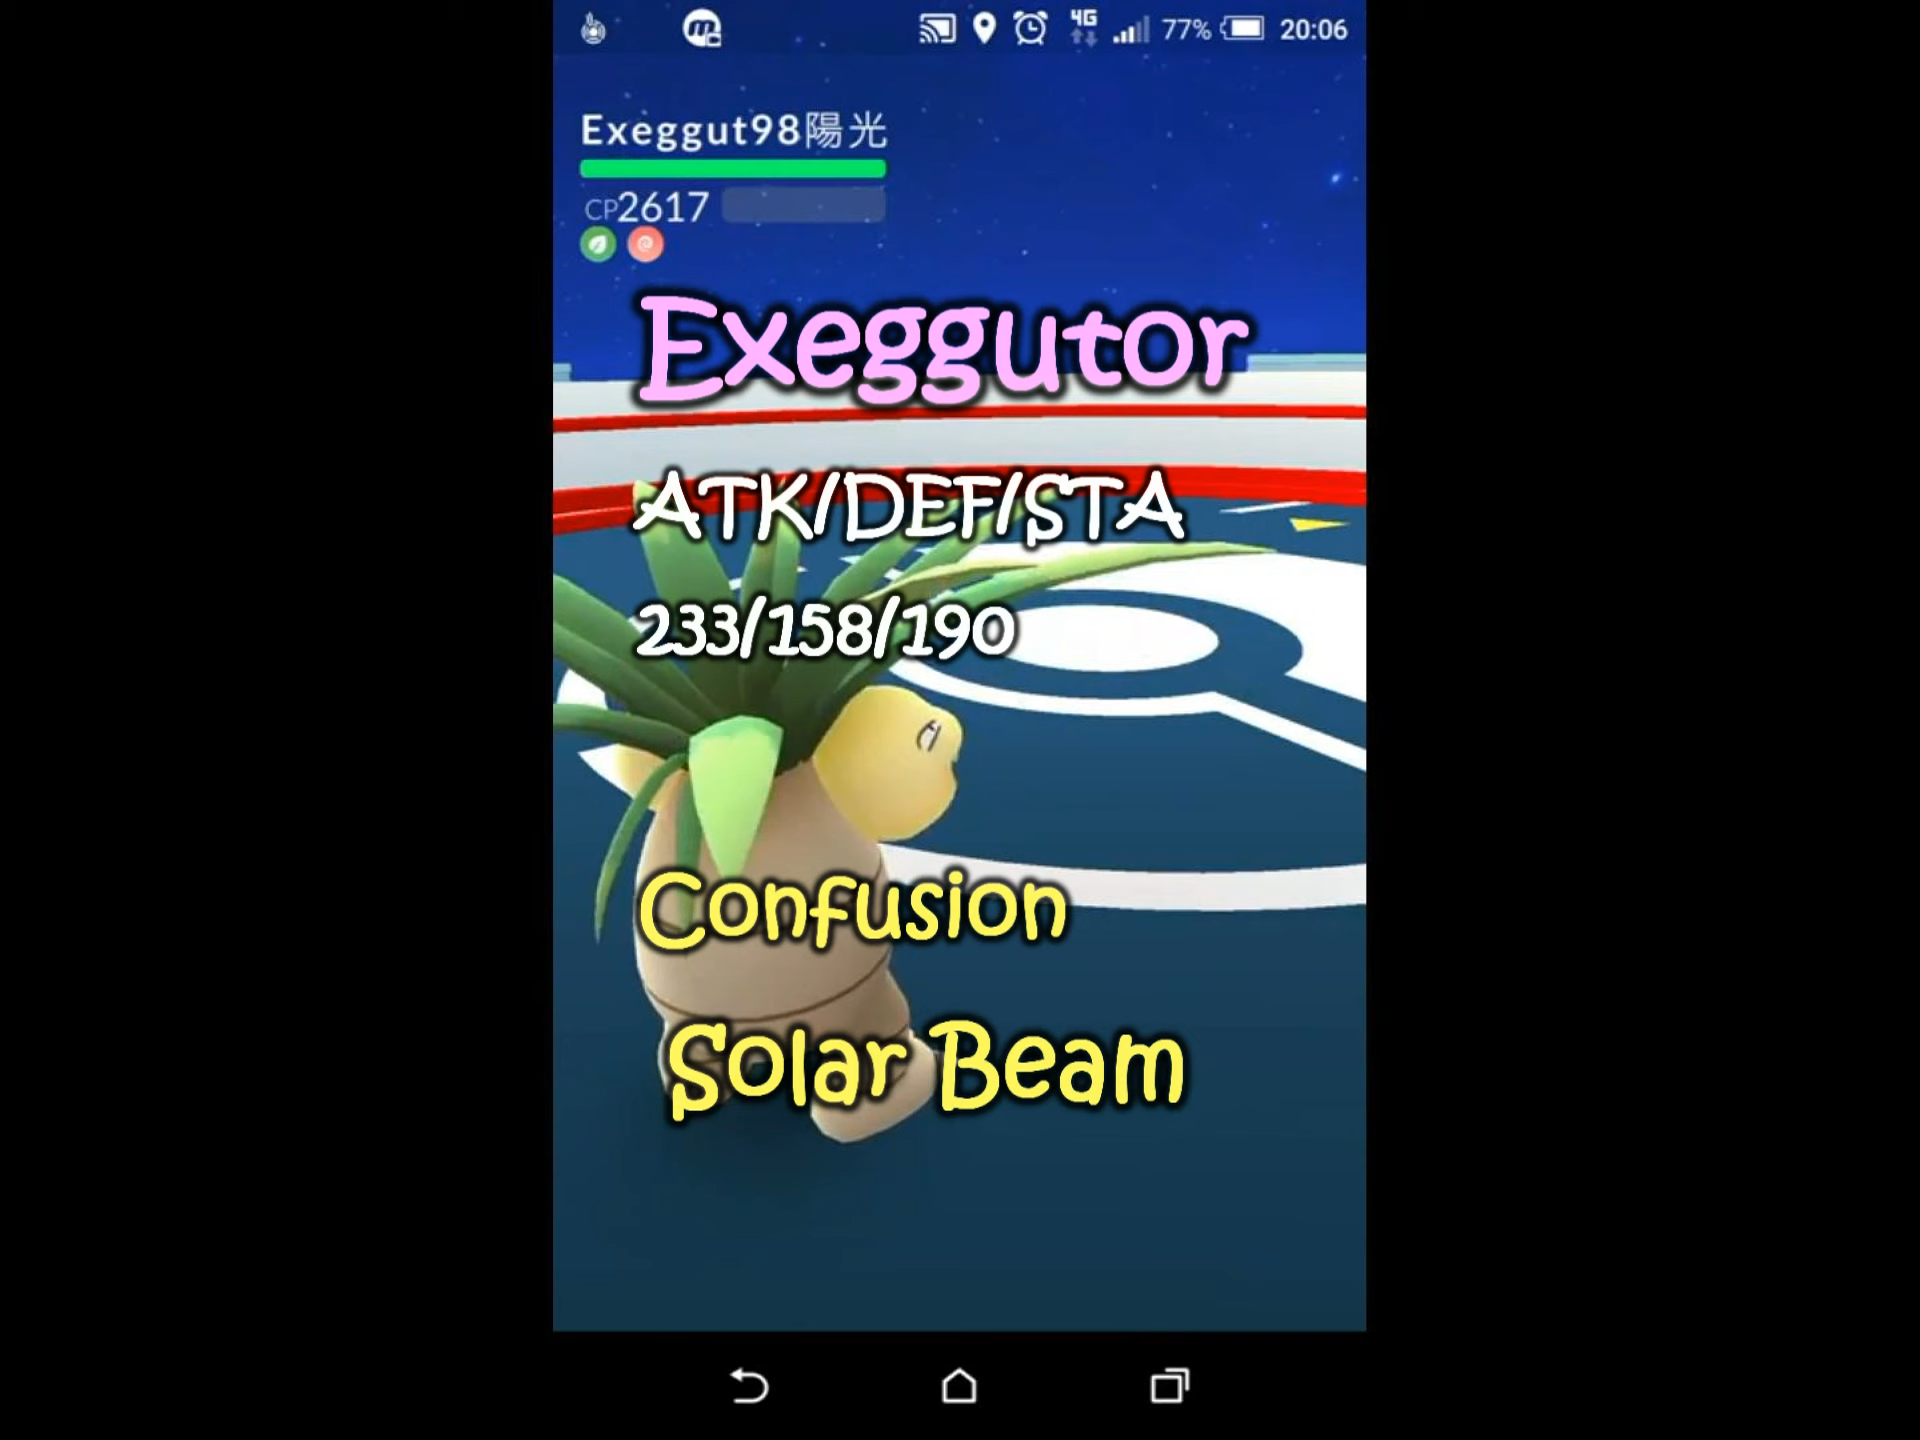 4G 77% 20:06
Exeggut98陽光
CP2617
Exeggutor
ATK/DEF/STA
233/158/190
Confusion
Solar Beam